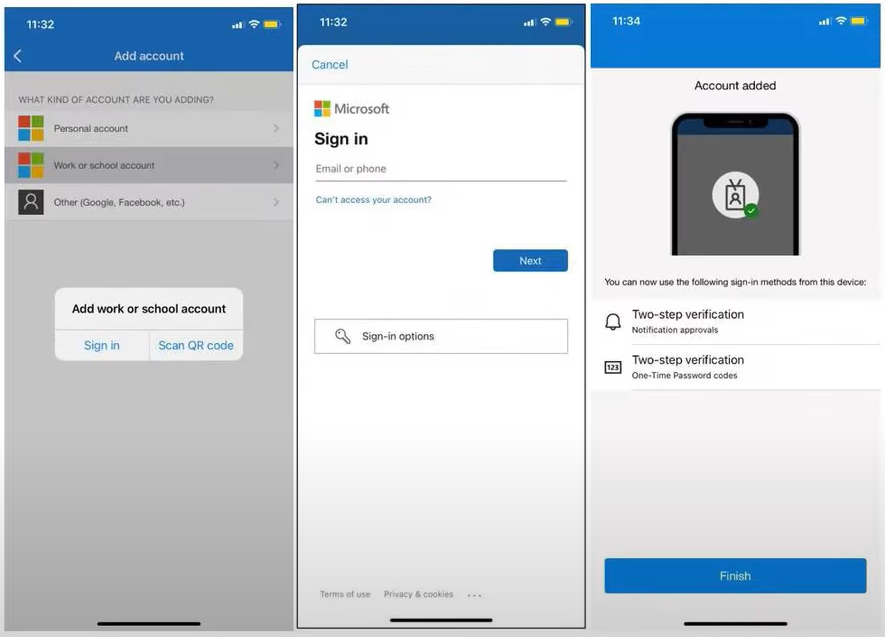 11:32
Add account
WHAT KIND OF ACCOUNT ARE YOU ADDING?
Personal account
Work or school account
Other (Google, Facebook, etc.)
Add work or school account
Sign in
Scan QR code
11:32
Cancel
Microsoft
Sign in
Email or phone
Can't access your account?
Next
Sign-in options
Terms of use
Privacy & cookies
...
11:34
Account added
You can now use the following sign-in methods from this device:
Two-step verification
Notification approvals
123
Two-step verification
One-Time Password codes
Finish